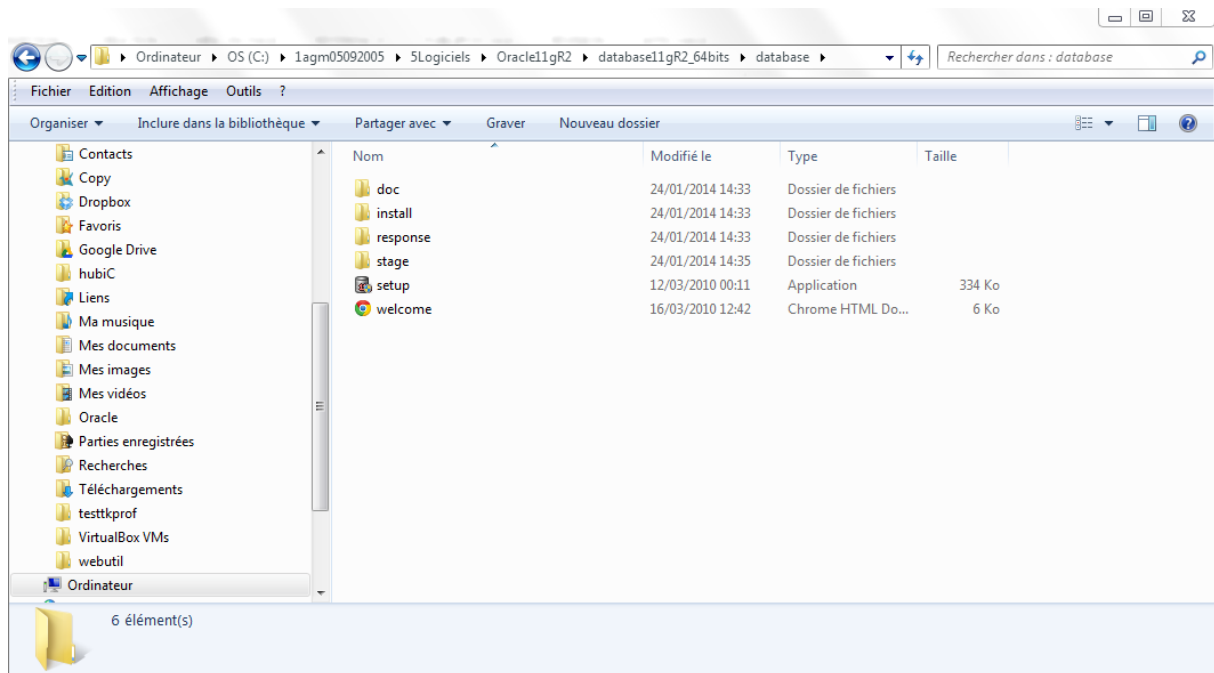 Ordinateur OS (C:) 1agm05092005 5Logiciels Oracle11gR2 database11gR2_64bits database Rechercher dans : database
Fichier Edition Affichage Outils ?
Organiser Inclure dans la bibliothèque Partager avec Graver Nouveau dossier
Contacts
Copy
Dropbox
Favoris
Google Drive
hubiC
Liens
Ma musique
Mes documents
Mes images
Mes vidéos
Oracle
Parties enregistrées
Recherches
Téléchargements
testtkprof
VirtualBox VMs
webutil
Ordinateur
Nom Modifié le Type Taille
doc 24/01/2014 14:33 Dossier de fichiers
install 24/01/2014 14:33 Dossier de fichiers
response 24/01/2014 14:33 Dossier de fichiers
stage 24/01/2014 14:35 Dossier de fichiers
setup 12/03/2010 00:11 Application 334 Ko
welcome 16/03/2010 12:42 Chrome HTML Do... 6 Ko
6 élément(s)